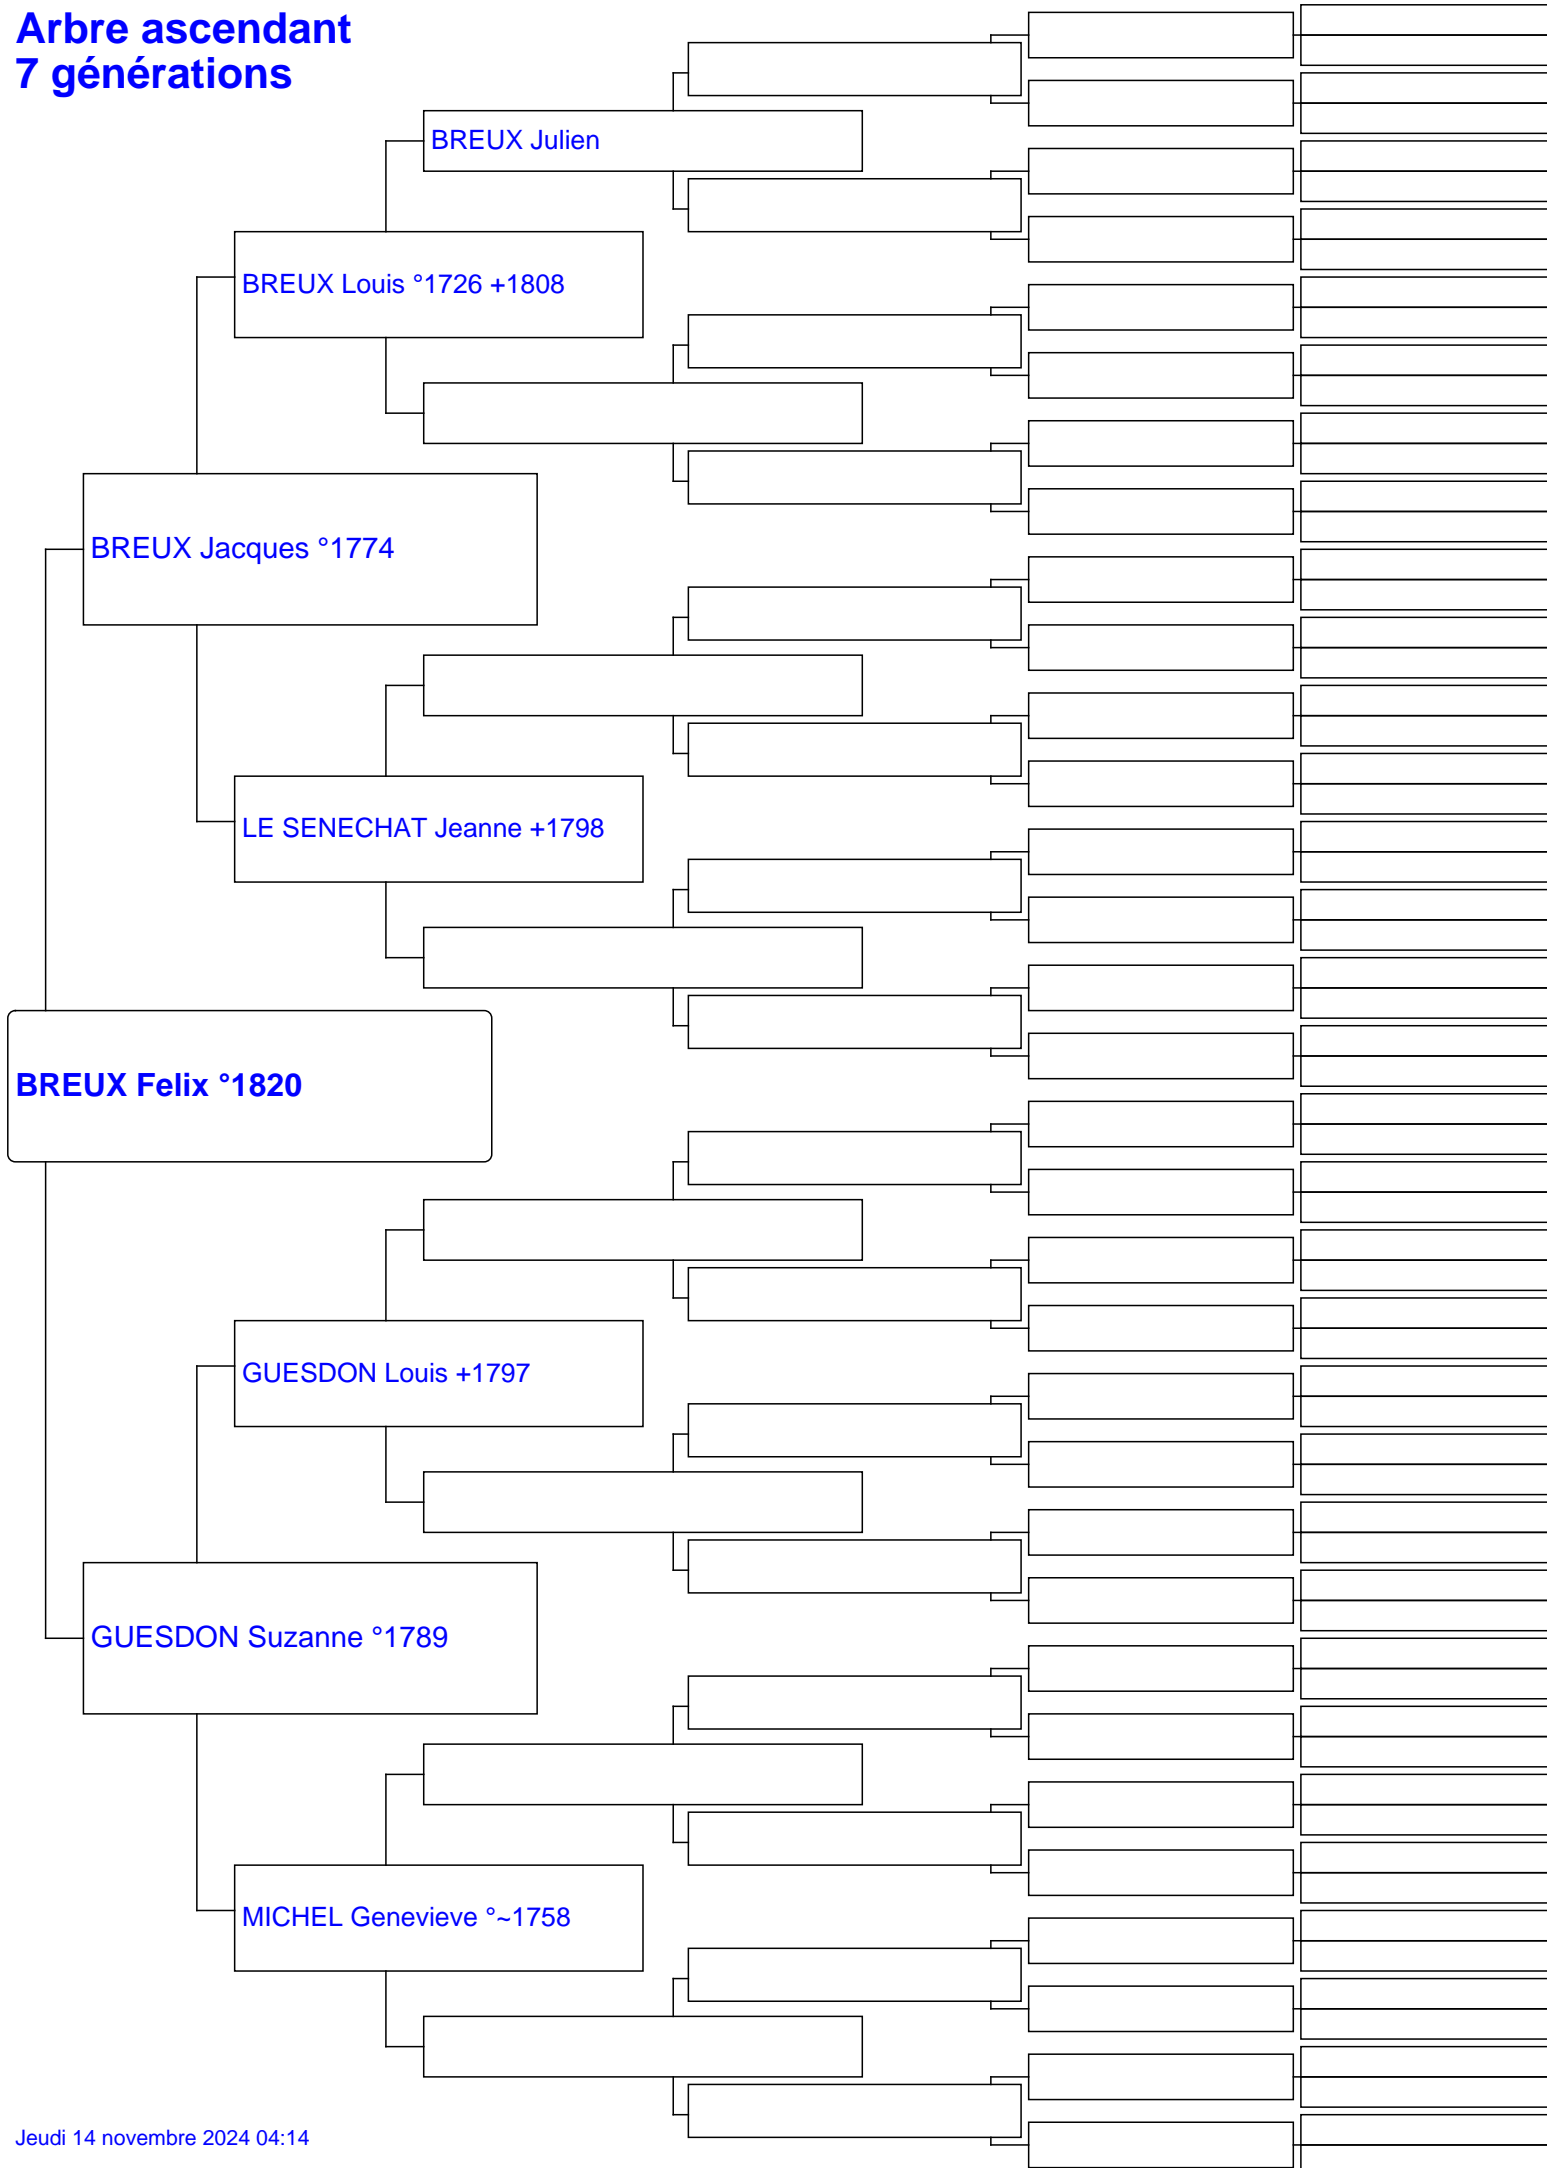 Arbre ascendant
7 générations
BREUX Julien
BREUX Louis °1726 +1808
BREUX Jacques °1774
LE SENECHAT Jeanne +1798
BREUX Felix °1820
GUESDON Louis +1797
GUESDON Suzanne °1789
MICHEL Genevieve °~1758
Jeudi 14 novembre 2024 04:14